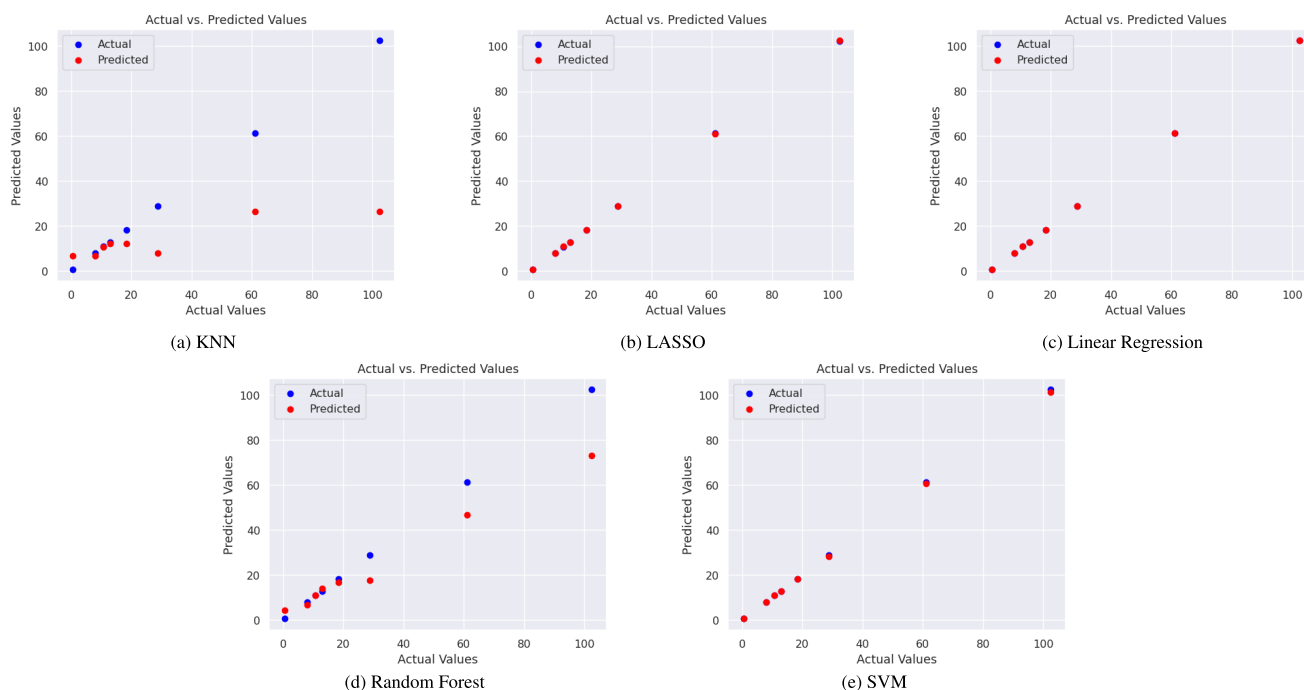 Actual vs. Predicted Values
Actual
Predicted
Predicted Values
100
80
60
40
20
0
0 20 40 60 80 100
Actual Values
(a) KNN
Actual vs. Predicted Values
Actual
Predicted
Predicted Values
100
80
60
40
20
0
0 20 40 60 80 100
Actual Values
(b) LASSO
Actual vs. Predicted Values
Actual
Predicted
Predicted Values
100
80
60
40
20
0
0 20 40 60 80 100
Actual Values
(c) Linear Regression
Actual vs. Predicted Values
Actual
Predicted
Predicted Values
100
80
60
40
20
0
0 20 40 60 80 100
Actual Values
(d) Random Forest
Actual vs. Predicted Values
Actual
Predicted
Predicted Values
100
80
60
40
20
0
0 20 40 60 80 100
Actual Values
(e) SVM